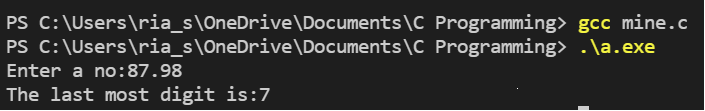 PS C:\Users\ria_s\OneDrive\Documents\C Programming> gcc mine.c
PS C:\Users\ria_s\OneDrive\Documents\C Programming> .\a.exe
Enter a no:87.98
The last most digit is:7